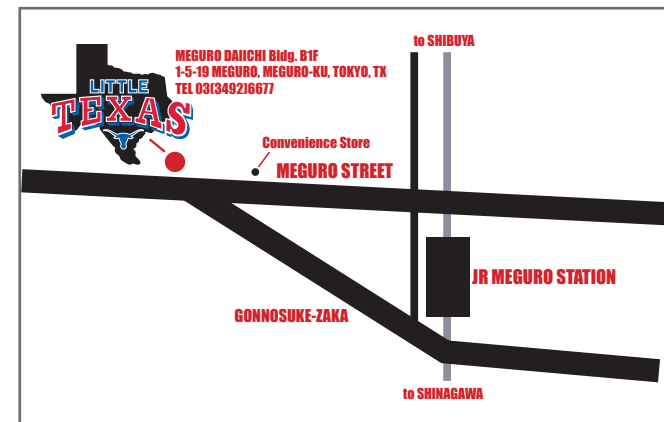 to SHIBUYA
MEGURO DAIICHI Bldg. B1F
1-5-19 MEGURO, MEGURO-KU, TOKYO, TX
TEL 03(3492)6677
LITTLE
TEXAS
Convenience Store
MEGURO STREET
JR MEGURO STATION
GONNOSUKE-ZAKA
to SHINAGAWA